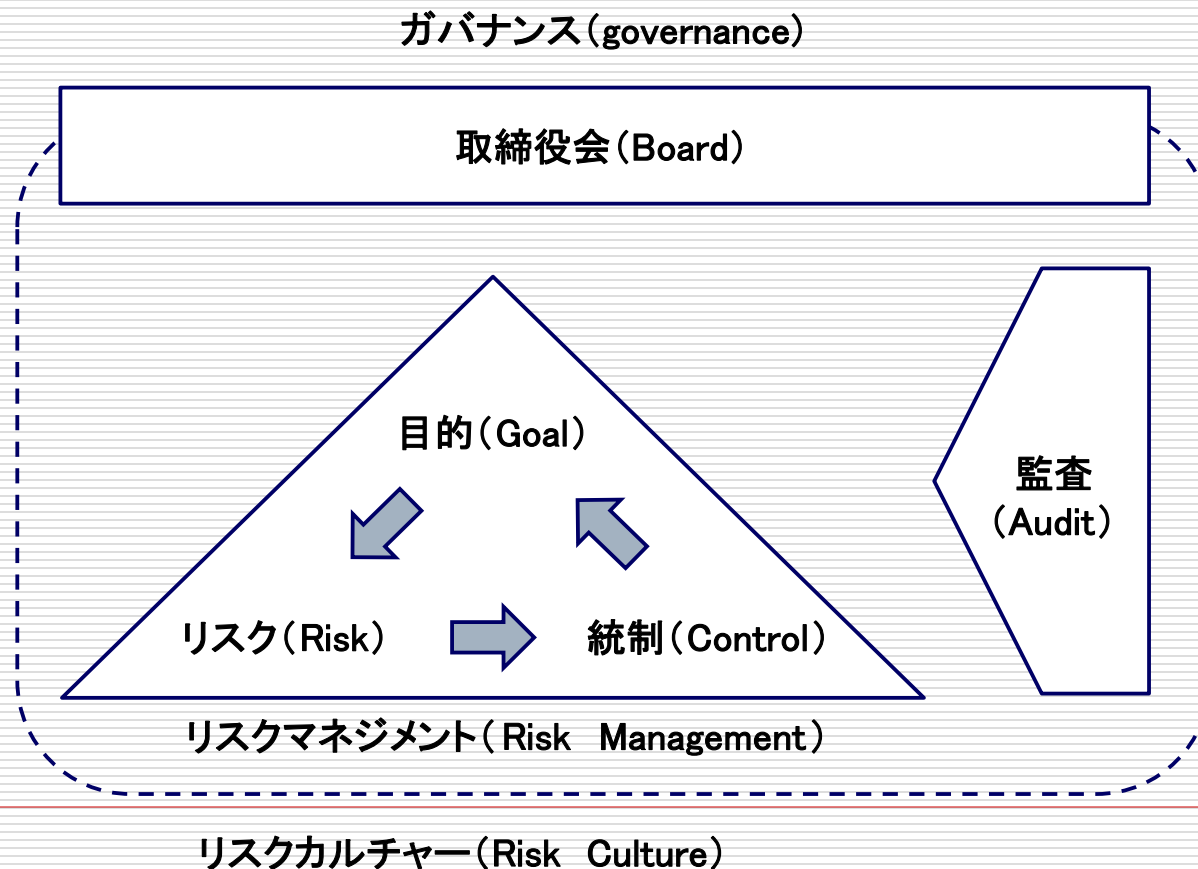 ガバナンス（governance）
取締役会（Board）
目的（Goal）
監査
（Audit）
リスク（Risk）
統制（Control）
リスクマネジメント（Risk　Management）
リスクカルチャー（Risk　Culture）